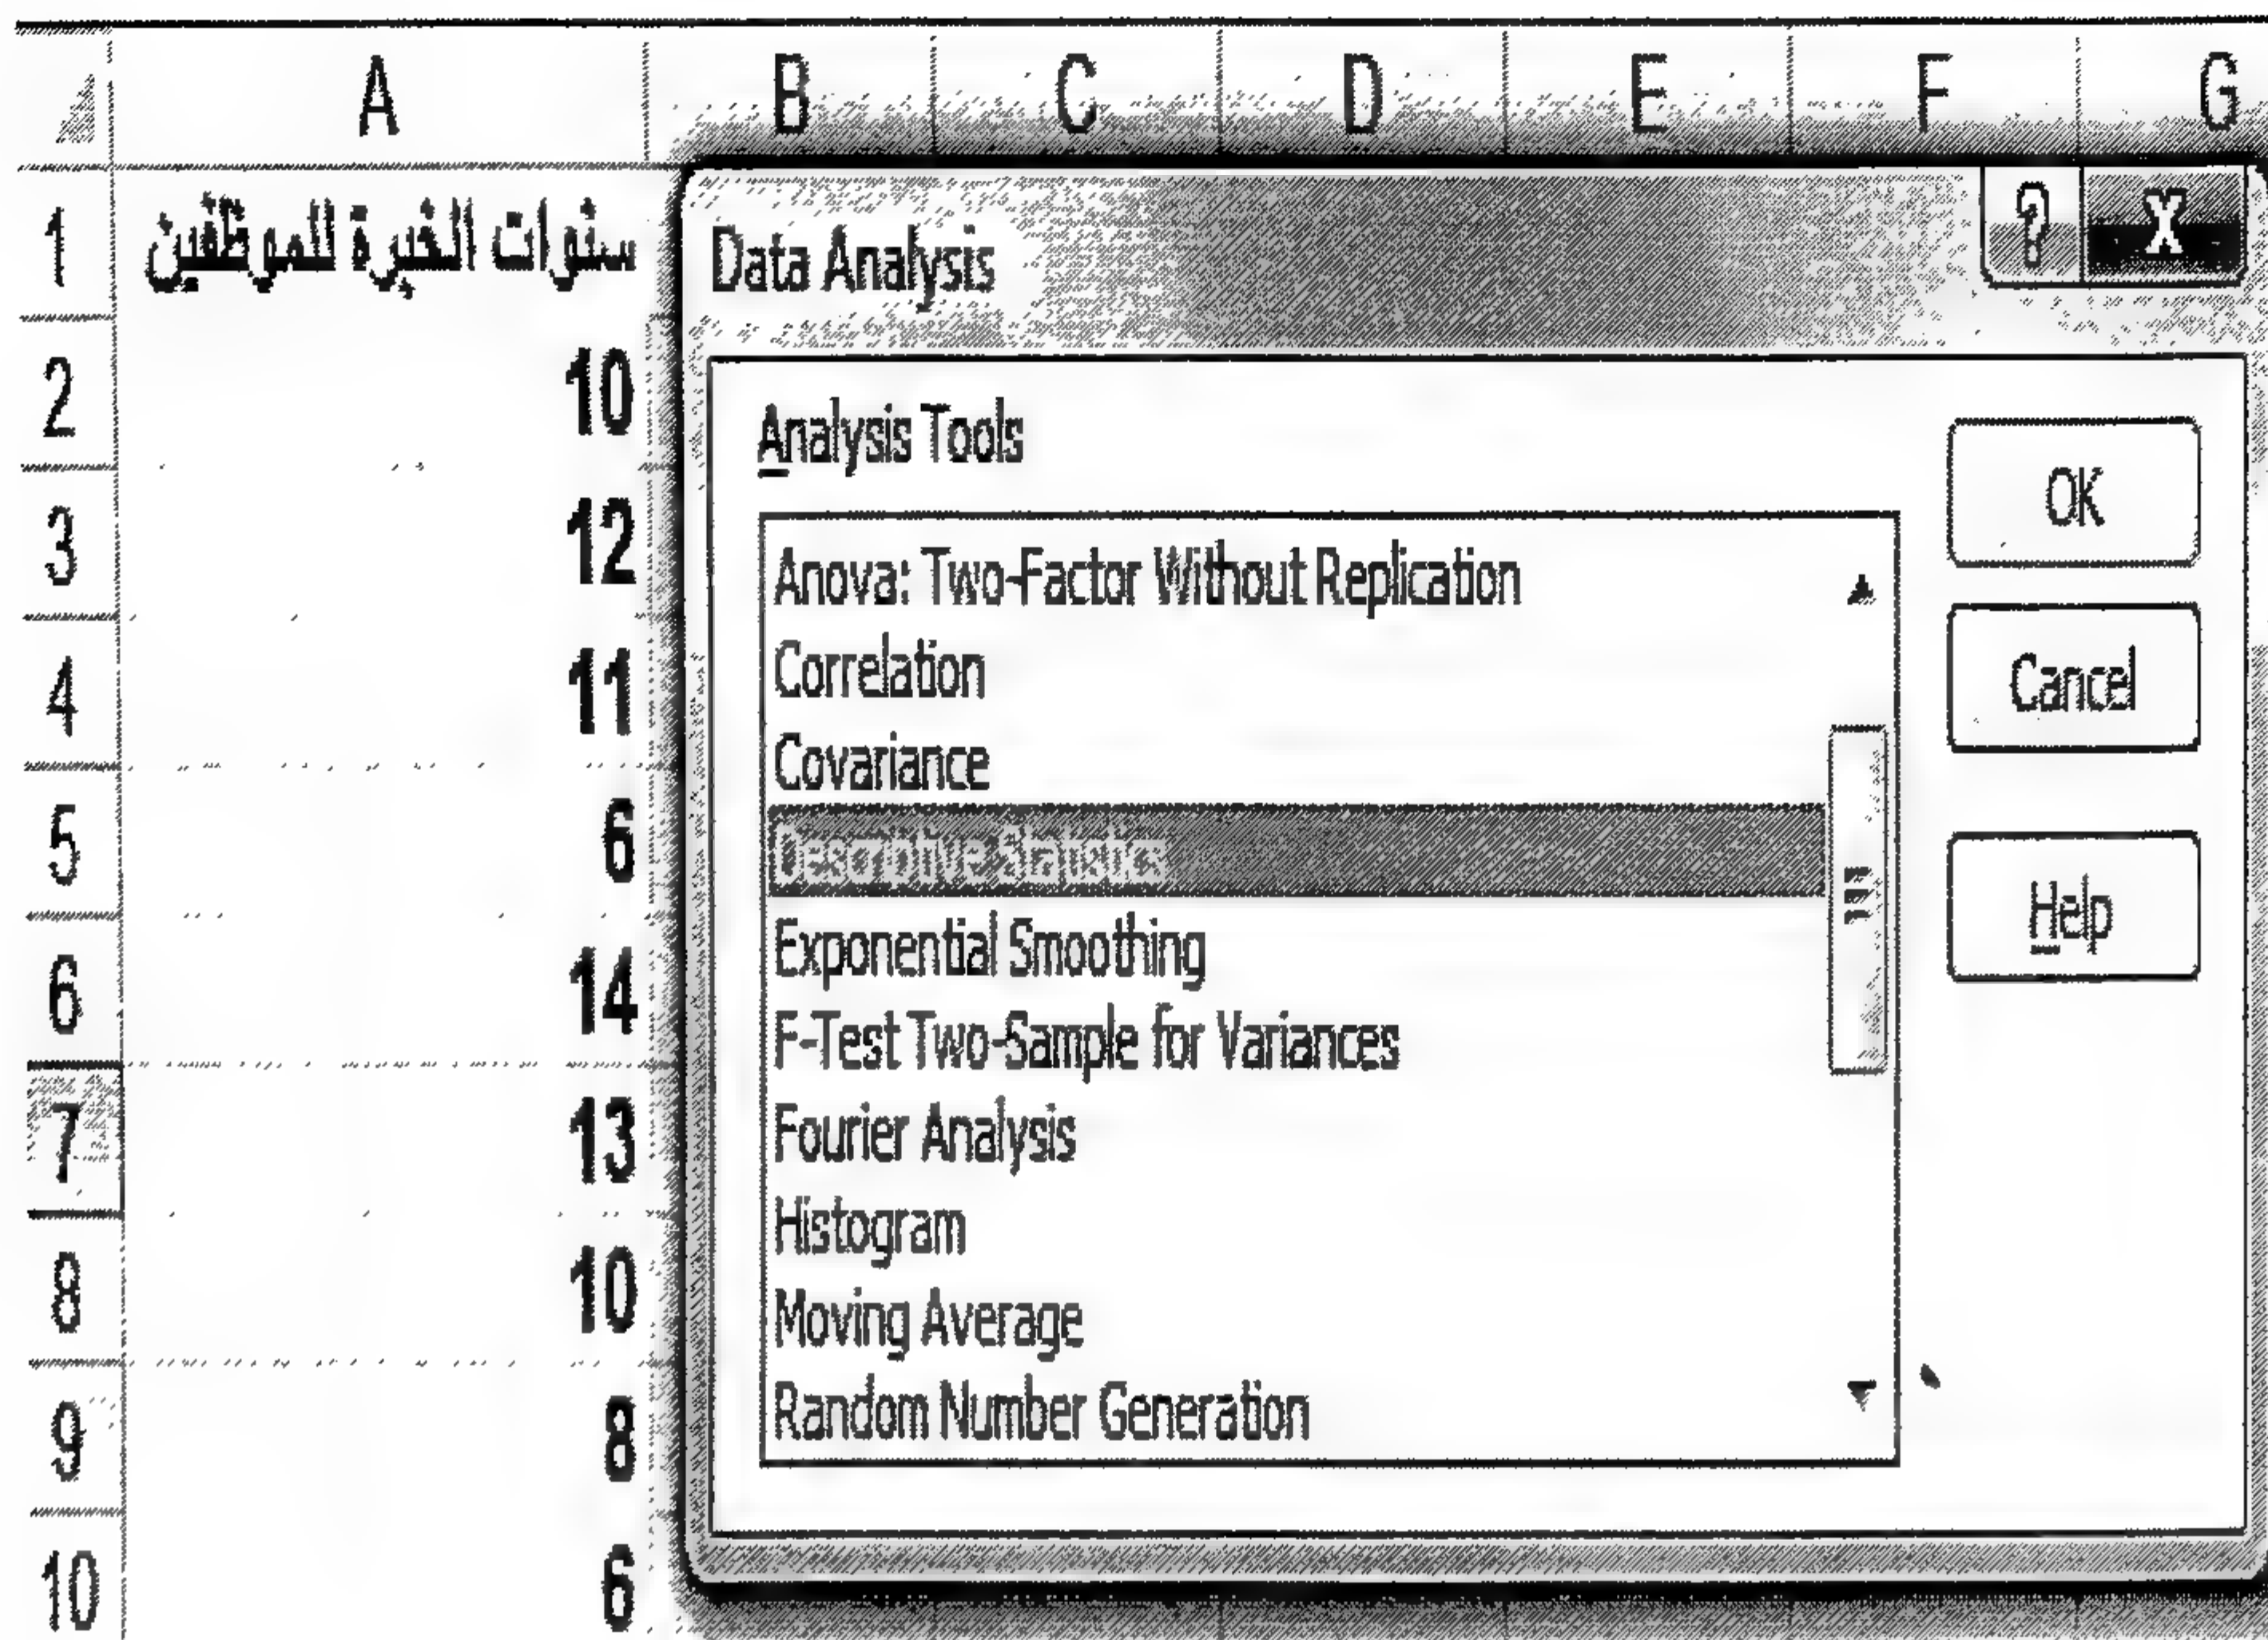 A B C D E F G
1 سنوات الخبرة للموظفين
2 10
3 12
4 11
5 6
6 14
7 13
8 10
9 8
10 6
Data Analysis
? X
Analysis Tools
Anova: Two-Factor Without Replication
Correlation
Covariance
Descriptive Statistics
Exponential Smoothing
F-Test Two-Sample for Variances
Fourier Analysis
Histogram
Moving Average
Random Number Generation
OK
Cancel
Help